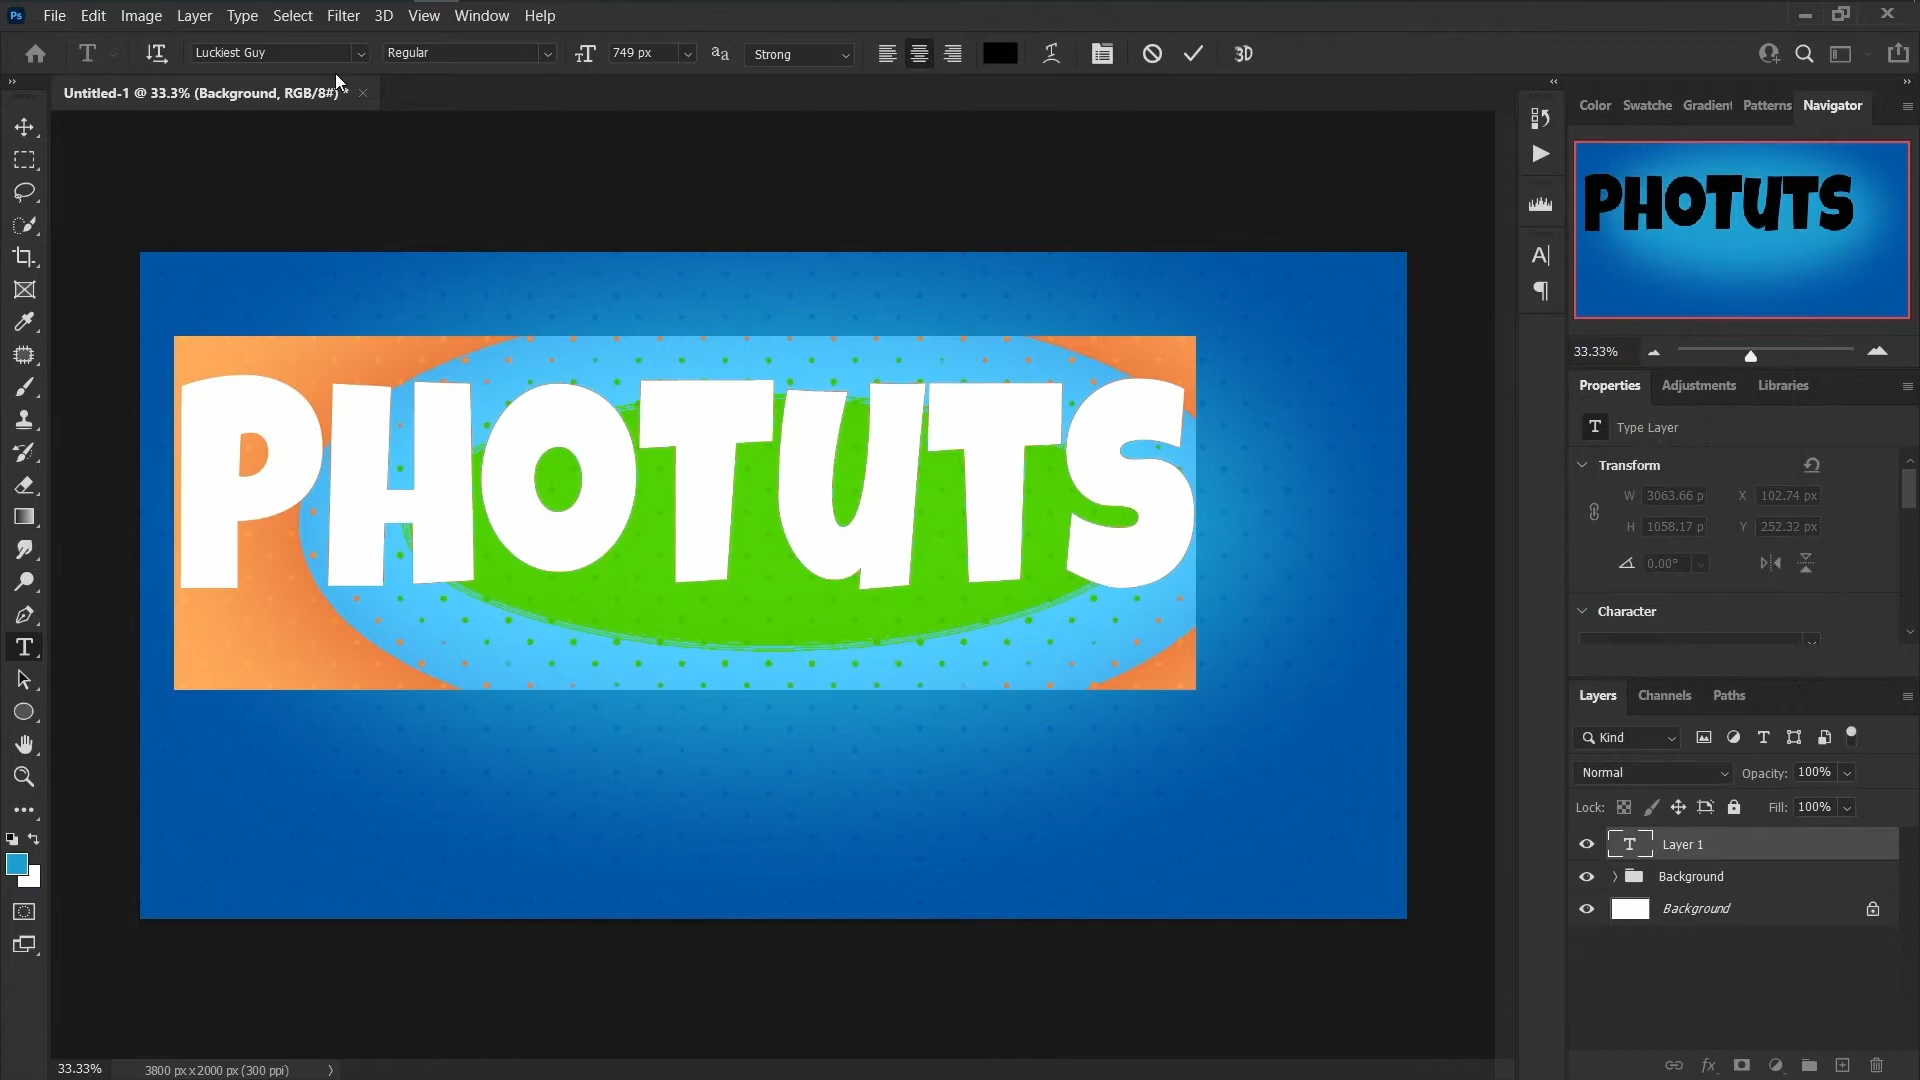 Ps File Edit Image Layer Type Select Filter 3D View Window Help
T Luckiest Guy Regular 749 px aa Strong 3D
Untitled-1 @ 33.3% (Background, RGB/8#) *
Color Swatche Gradient Patterns Navigator
PHOTUTS
PHOTUTS
33.33%
Properties Adjustments Libraries
T Type Layer
Transform
W 3063.66 p X 102.74 px
H 1058.17 p Y 252.32 px
0.00°
Character
Layers Channels Paths
Kind
Normal Opacity: 100%
Lock: Fill: 100%
T Layer 1
Background
Background
33.33% 3800 px x 2000 px (300 ppi)